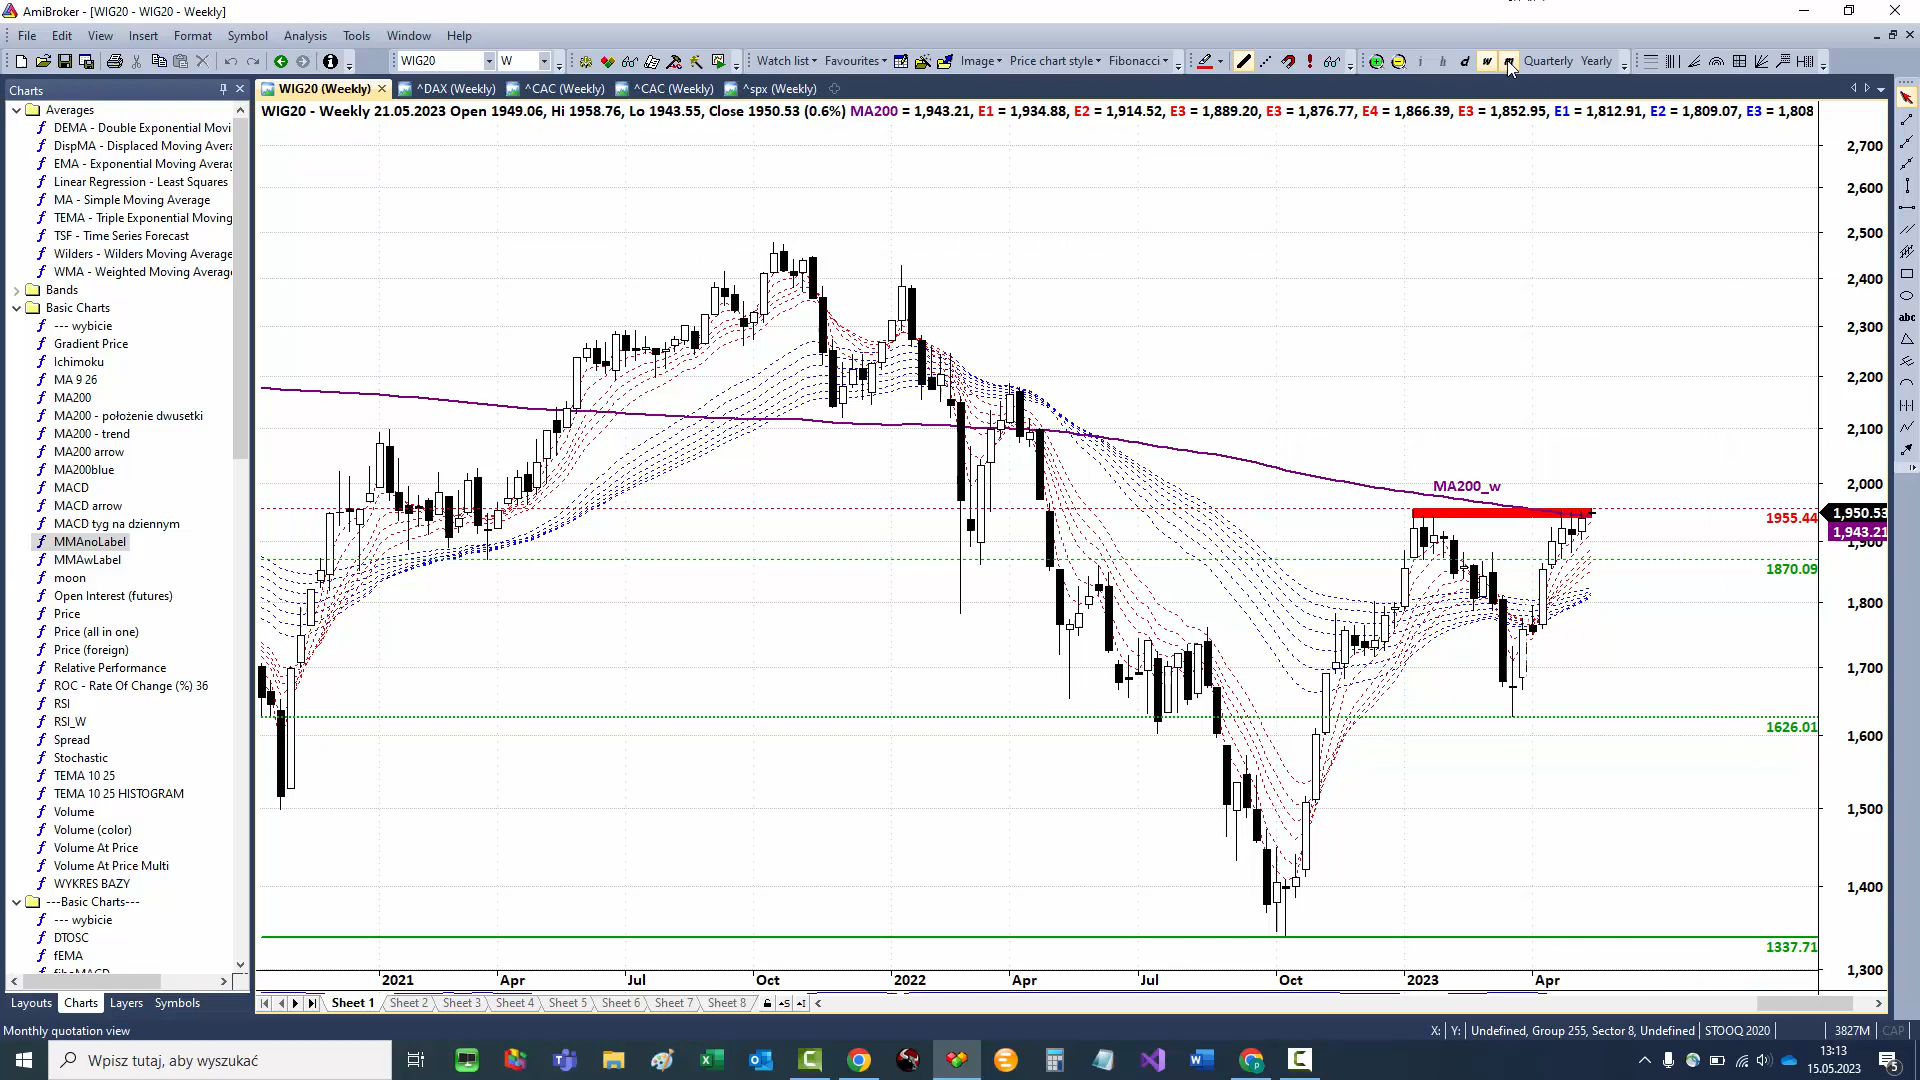 AmiBroker - [WIG20 - WIG20 - Weekly]
File Edit View Insert Format Symbol Analysis Tools Window Help
WIG20 W Watch list Favourites Image Price chart style Fibonacci i h d w Quarterly Yearly
Charts
WIG20 (Weekly) ^DAX (Weekly) ^CAC (Weekly) ^CAC (Weekly) ^spx (Weekly)
WIG20 - Weekly 21.05.2023 Open 1949.06, Hi 1958.76, Lo 1943.55, Close 1950.53 (0.6%) MA200 = 1,943.21, E1 = 1,934.88, E2 = 1,914.52, E3 = 1,889.20, E3 = 1,876.77, E4 = 1,866.39, E3 = 1,852.95, E1 = 1,812.91, E2 = 1,809.07, E3 = 1,808
Averages
DEMA - Double Exponential Movi
DispMA - Displaced Moving Avera
EMA - Exponential Moving Averag
Linear Regression - Least Squares
MA - Simple Moving Average
TEMA - Triple Exponential Moving
TSF - Time Series Forecast
Wilders - Wilders Moving Average
WMA - Weighted Moving Average
Bands
Basic Charts
--- wybicie
Gradient Price
Ichimoku
MA 9 26
MA200
MA200 - położenie dwusetki
MA200 - trend
MA200 arrow
MA200blue
MACD
MACD arrow
MACD tyg na dziennym
MMAnoLabel
MMAwLabel
moon
Open Interest (futures)
Price
Price (all in one)
Price (foreign)
Relative Performance
ROC - Rate Of Change (%) 36
RSI
RSI_W
Spread
Stochastic
TEMA 10 25
TEMA 10 25 HISTOGRAM
Volume
Volume (color)
Volume At Price
Volume At Price Multi
WYKRES BAZY
---Basic Charts---
--- wybicie
DTOSC
fEMA
Layouts Charts Layers Symbols
2,700
2,600
2,500
2,400
2,300
2,200
2,100
2,000
MA200_w
1,950.53
1955.44
1,943.21
1,900
1870.09
1,800
1,700
1626.01
1,600
1,500
1,400
1337.71
1,300
2021 Apr Jul Oct 2022 Apr Jul Oct 2023 Apr
Sheet 1 Sheet 2 Sheet 3 Sheet 4 Sheet 5 Sheet 6 Sheet 7 Sheet 8
Monthly quotation view X: Y: Undefined, Group 255, Sector 8, Undefined STOOQ 2020 3827M CAP
Wpisz tutaj, aby wyszukać
13:13
15.05.2023
5